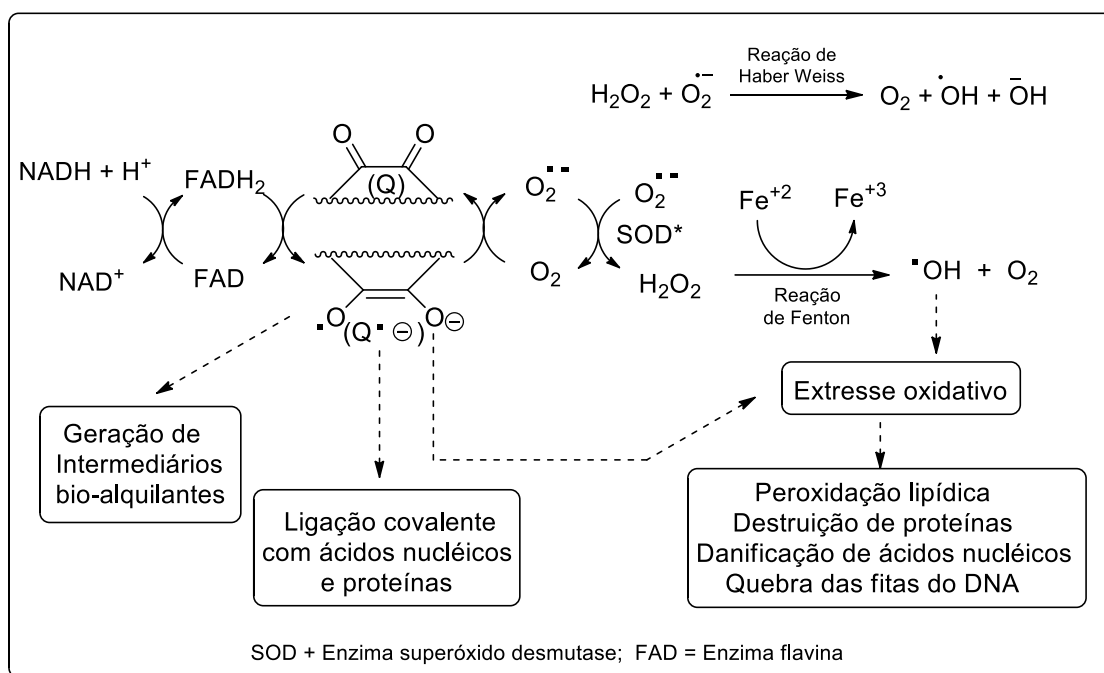 Reação de
Haber Weiss
H₂O₂ + O₂•− O₂ + •OH + −OH
O O
NADH + H⁺
FADH₂
(Q)
O₂•−
O₂•−
Fe⁺²
Fe⁺³
SOD*
NAD⁺
FAD
O₂
H₂O₂
•OH + O₂
Reação
de Fenton
•O O⊖
(Q•⊖)
Extresse oxidativo
Geração de
Intermediários
bio-alquilantes
Ligação covalente
com ácidos nucléicos
e proteínas
Peroxidação lipídica
Destruição de proteínas
Danificação de ácidos nucléicos
Quebra das fitas do DNA
SOD + Enzima superóxido desmutase; FAD = Enzima flavina